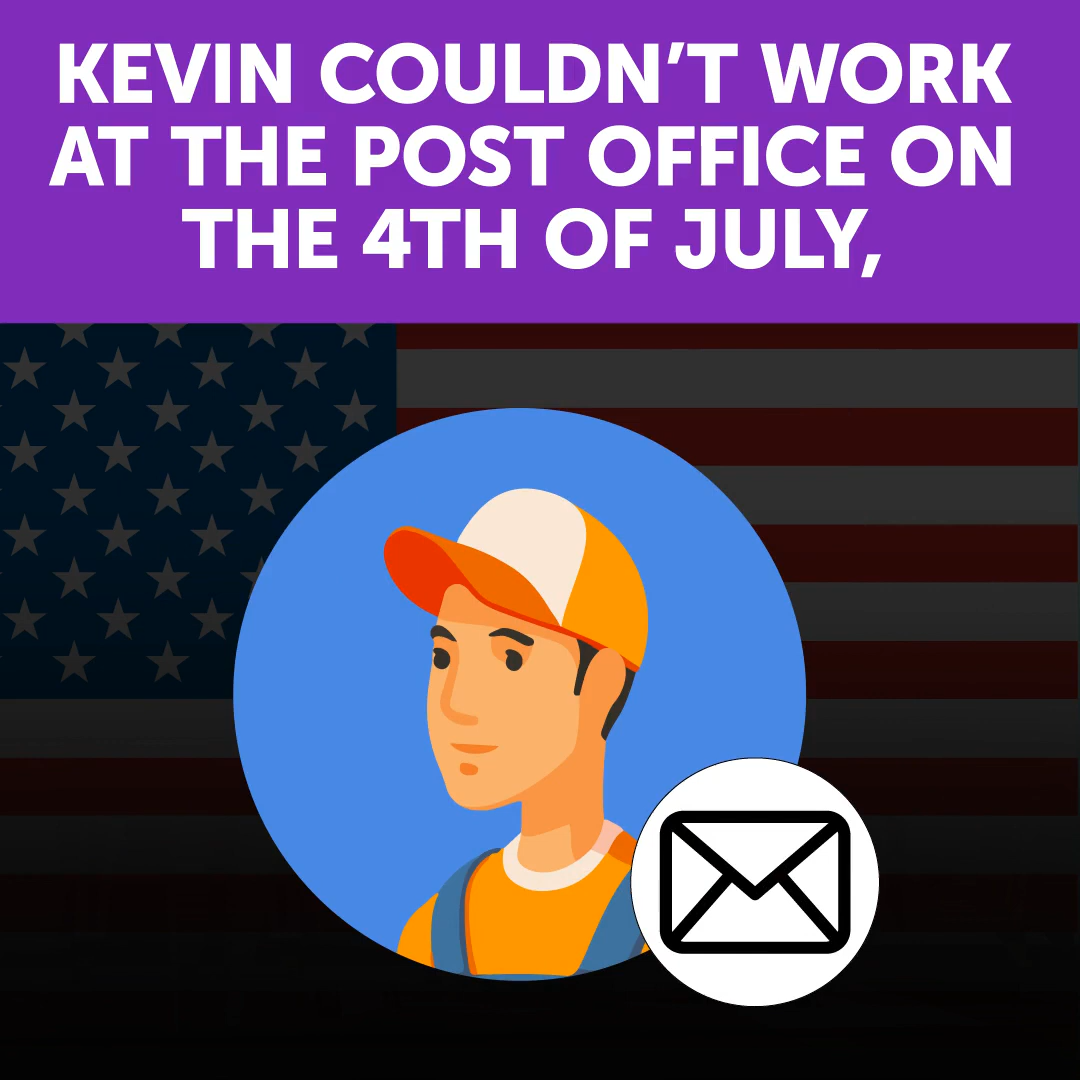 KEVIN COULDN’T WORK
AT THE POST OFFICE ON
THE 4TH OF JULY,